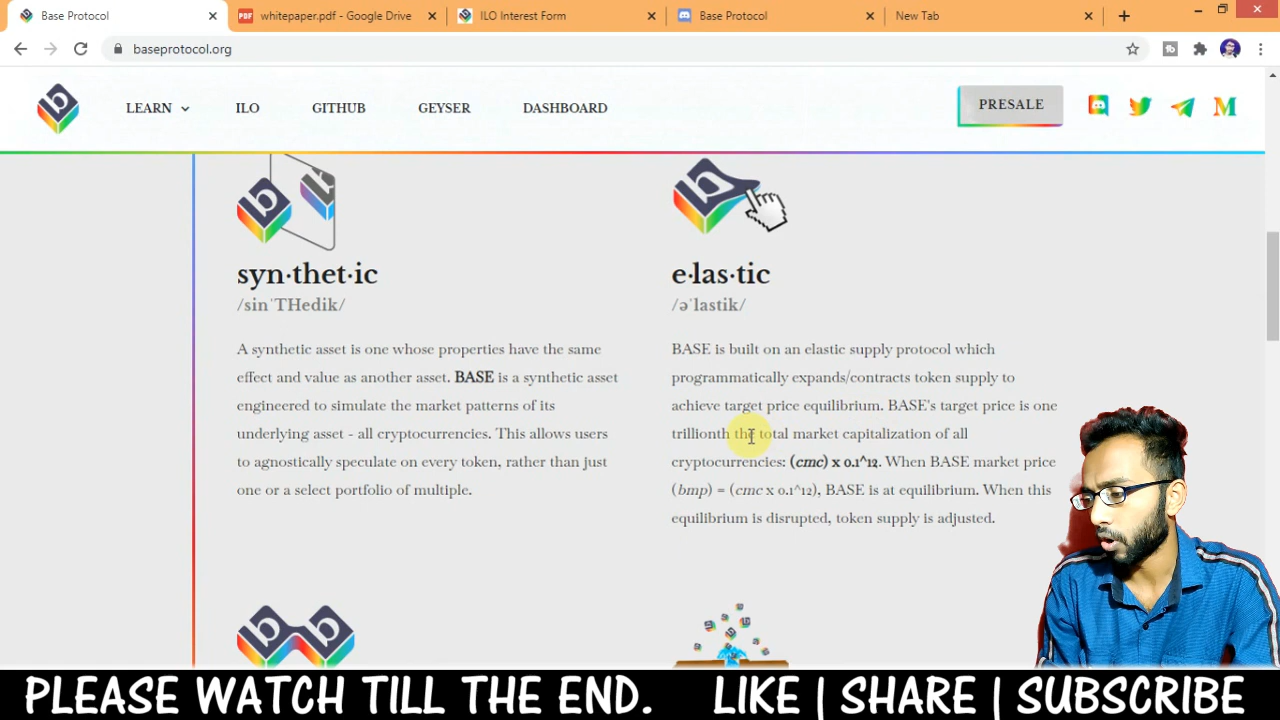 Base Protocol
whitepaper.pdf - Google Drive
ILO Interest Form
Base Protocol
New Tab
baseprotocol.org
LEARN
ILO
GITHUB
GEYSER
DASHBOARD
PRESALE
syn·thet·ic
/sinˈTHedik/
A synthetic asset is one whose properties have the same
effect and value as another asset. BASE is a synthetic asset
engineered to simulate the market patterns of its
underlying asset - all cryptocurrencies. This allows users
to agnostically speculate on every token, rather than just
one or a select portfolio of multiple.
e·las·tic
/əˈlastik/
BASE is built on an elastic supply protocol which
programmatically expands/contracts token supply to
achieve target price equilibrium. BASE's target price is one
trillionth the total market capitalization of all
cryptocurrencies: (cmc) x 0.1^12. When BASE market price
(bmp) = (cmc x 0.1^12), BASE is at equilibrium. When this
equilibrium is disrupted, token supply is adjusted.
PLEASE WATCH TILL THE END. LIKE | SHARE | SUBSCRIBE